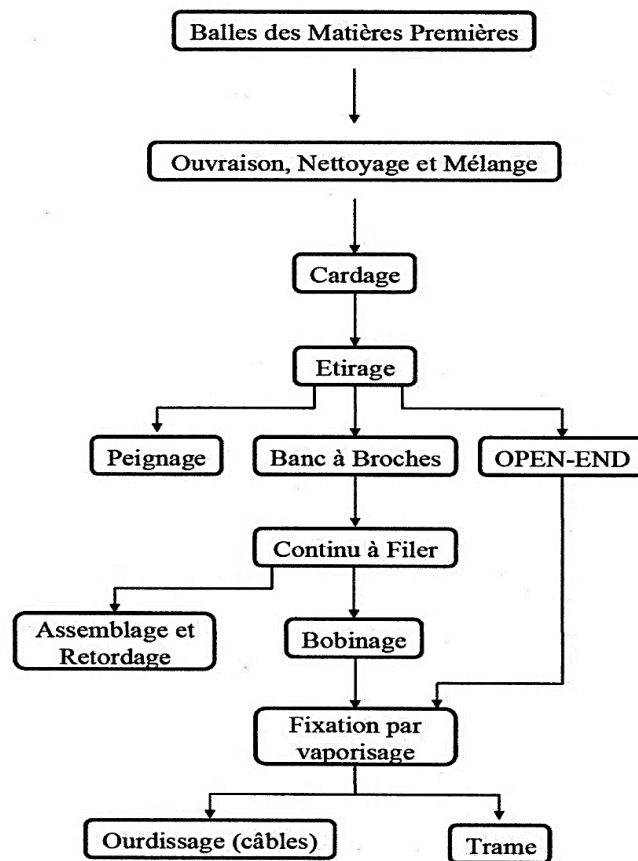 Balles des Matières Premières
Ouvraison, Nettoyage et Mélange
Cardage
Etirage
Peignage
Banc à Broches
OPEN-END
Continu à Filer
Assemblage et
Retordage
Bobinage
Fixation par
vaporisage
Ourdissage (câbles)
Trame